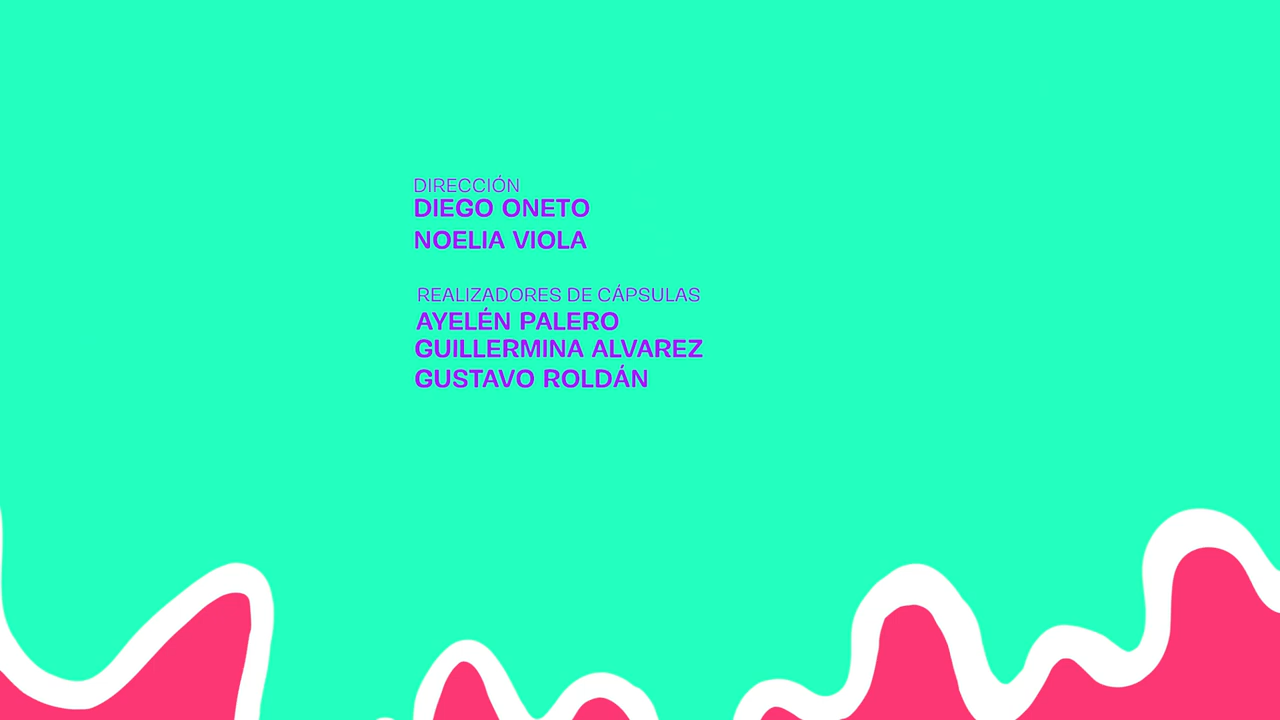 DIRECCIÓN
DIEGO ONETO
NOELIA VIOLA
REALIZADORES DE CÁPSULAS
AYELÉN PALERO
GUILLERMINA ALVAREZ
GUSTAVO ROLDÁN